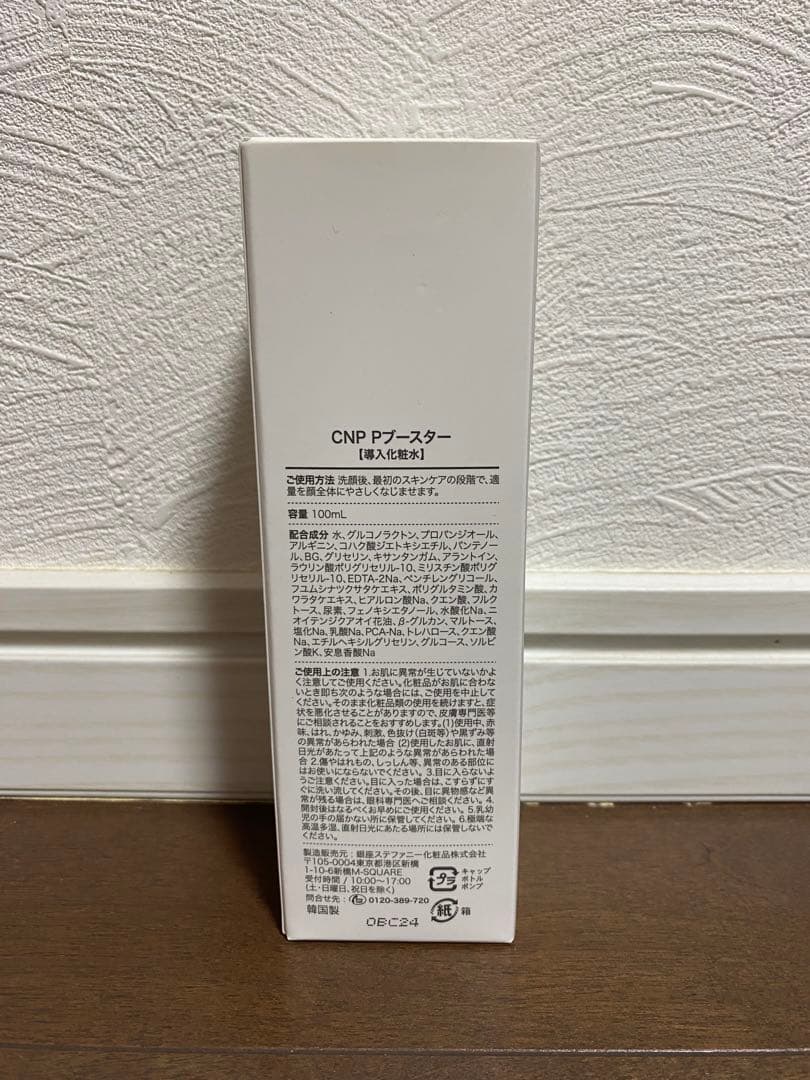 CNP Pブースター
【導入化粧水】
ご使用方法 洗顔後、最初のスキンケアの段階で、適
量を顔全体にやさしくなじませます。
容量 100mL
配合成分 水、グルコノラクトン、プロパンジオール、
アルギニン、コハク酸ジエトキシエチル、パンテノー
ル、BG、グリセリン、キサンタンガム、アラントイン、
ラウリン酸ポリグリセリル-10、ミリスチン酸ポリグ
リセリル-10、EDTA-2Na、ペンチレングリコール、
フユムシナツクサタケエキス、ポリグルタミン酸、カ
ワラタケエキス、ヒアルロン酸Na、クエン酸、フルク
トース、尿素、フェノキシエタノール、水酸化Na、ニ
オイテンジクアオイ花油、β-グルカン、マルトース、
塩化Na、乳酸Na、PCA-Na、トレハロース、クエン酸
Na、エチルヘキシルグリセリン、グルコース、ソルビ
ン酸K、安息香酸Na
ご使用上の注意 1.お肌に異常が生じていないかよ
く注意してご使用ください。化粧品がお肌に合わな
いとき即ち次のような場合には、ご使用を中止して
ください。そのまま化粧品類の使用を続けますと、症
状を悪化させることがありますので、皮膚専門医等
にご相談されることをおすすめします。(1)使用中、赤
味、はれ、かゆみ、刺激、色抜け(白斑等)や黒ずみ等
の異常があらわれた場合 (2)使用したお肌に、直射
日光があたって上記のような異常があらわれた場
合 2.傷やはれもの、しっしん等、異常のある部位に
はお使いにならないでください。3.目に入らないよ
うご注意ください。目に入った場合は、こすらずにす
ぐに洗い流してください。その後、目に異物感など異
常が残る場合は、眼科専門医へご相談ください。4.
開封後はなるべくお早めにご使用ください。5.乳幼
児の手の届かない所に保管してください。6.極端な
高温多湿、直射日光にあたる場所には保管しないで
ください。
製造販売元：銀座ステファニー化粧品株式会社
〒105-0004東京都港区新橋
1-10-6新橋M-SQUARE
受付時間 / 10:00～17:00
(土・日曜日、祝日を除く)
問合せ先： 0120-389-720
韓国製
プラ
キャップ
ボトル
ポンプ
紙 箱
OBC24